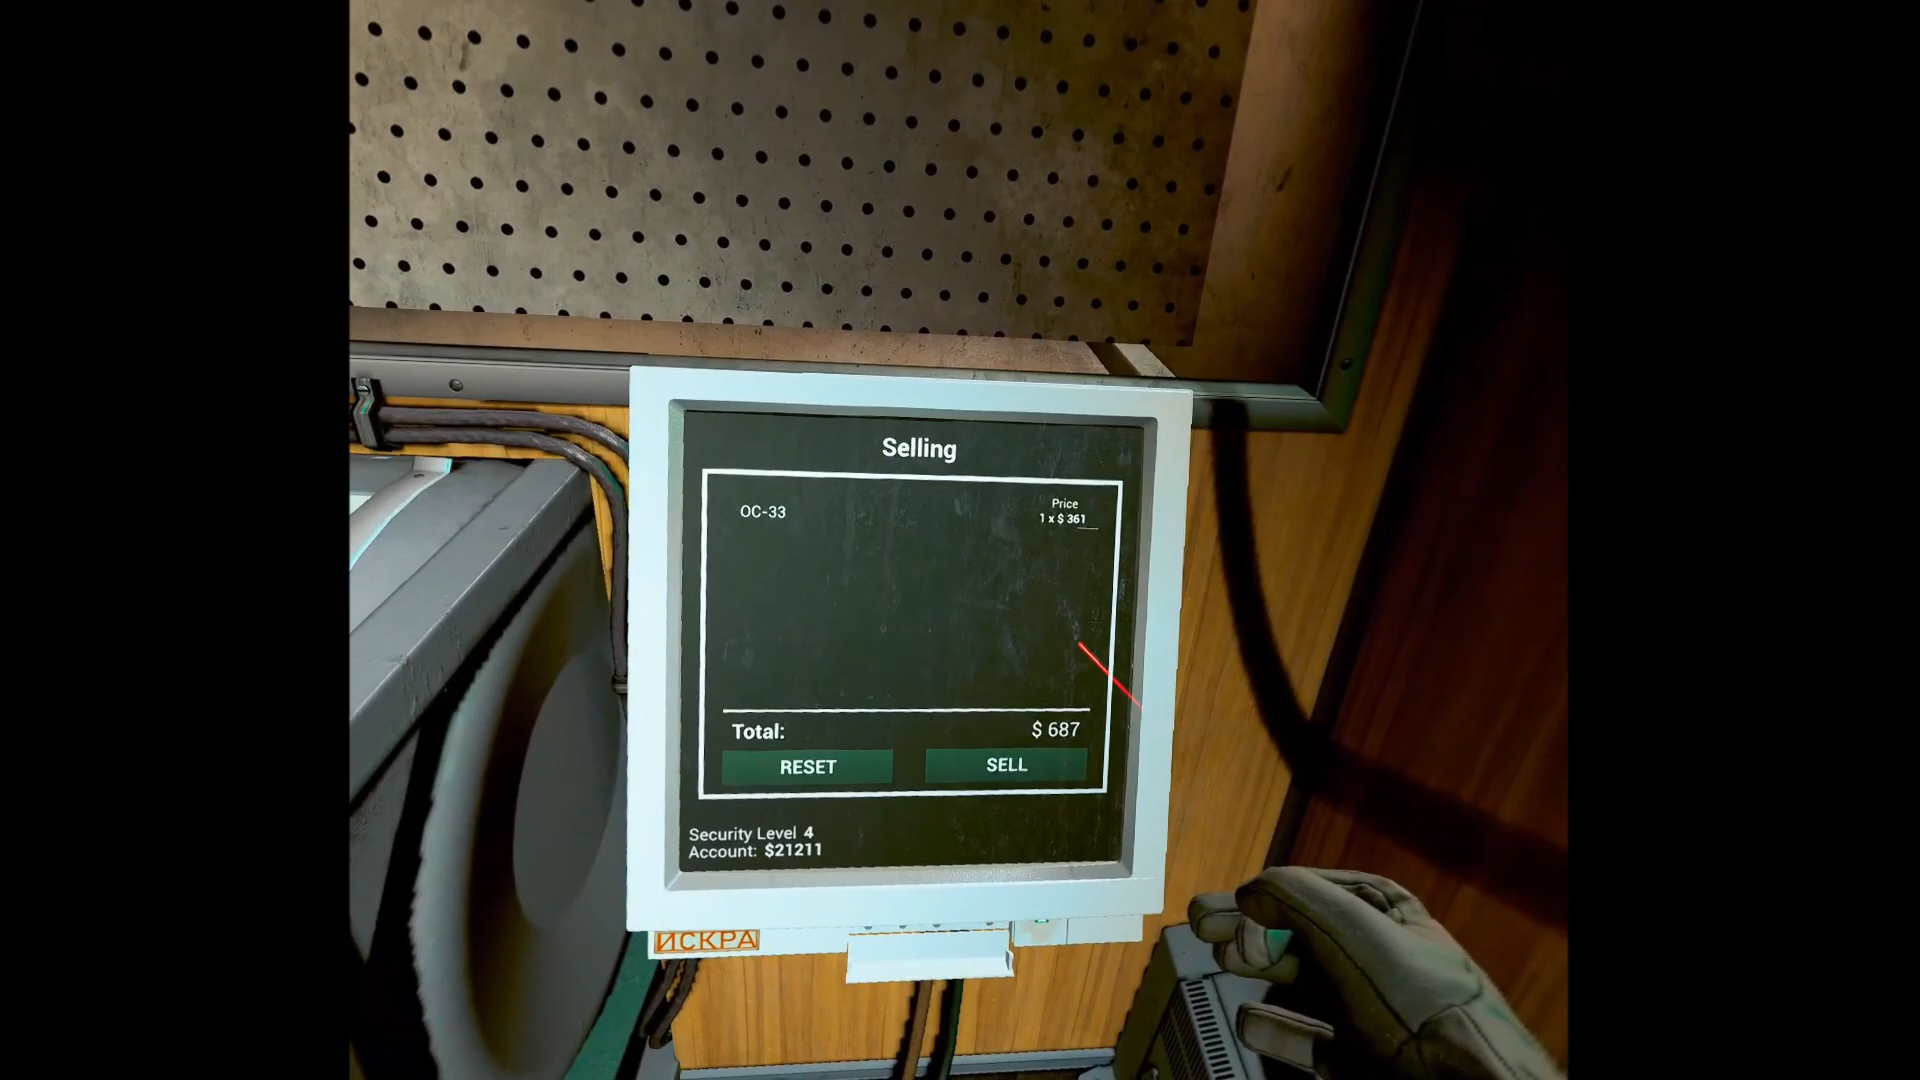 Selling
OC-33
Price
1 x $ 361
Total:
$ 687
RESET
SELL
Security Level 4
Account: $21211
ИСКРА